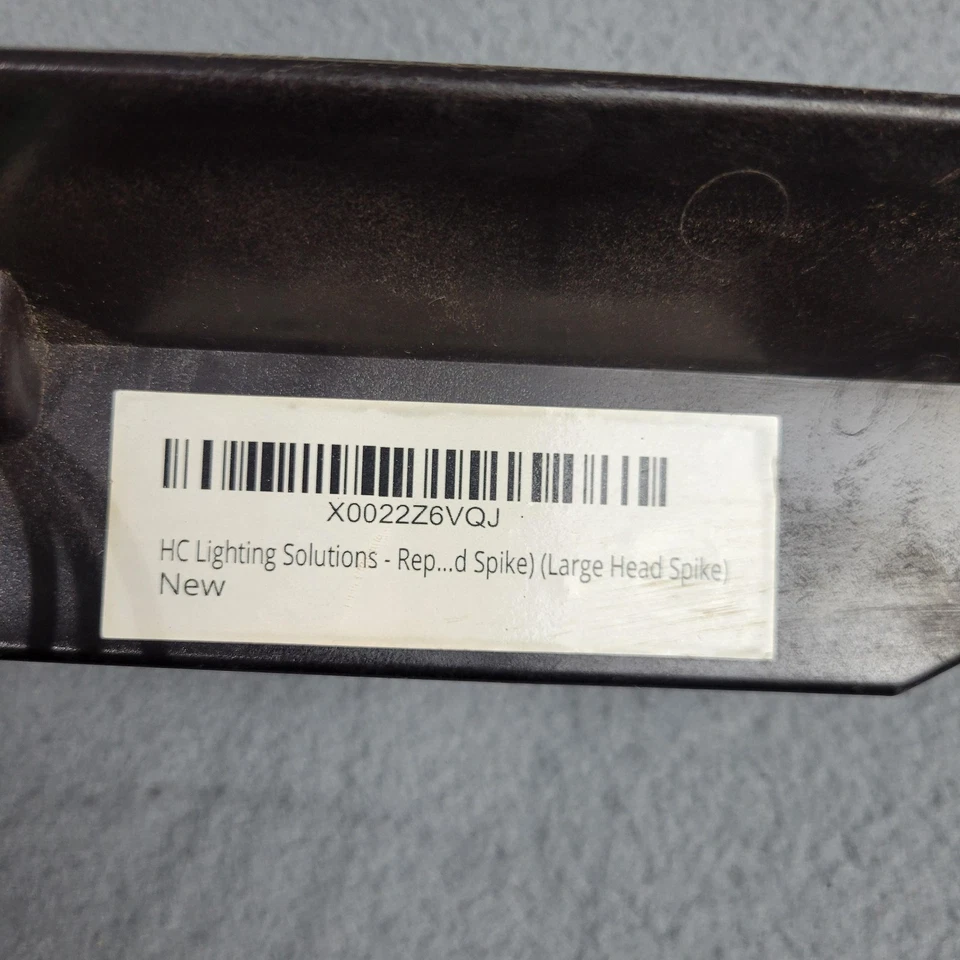 X0022Z6VQJ
HC Lighting Solutions - Rep...d Spike) (Large Head Spike)
New